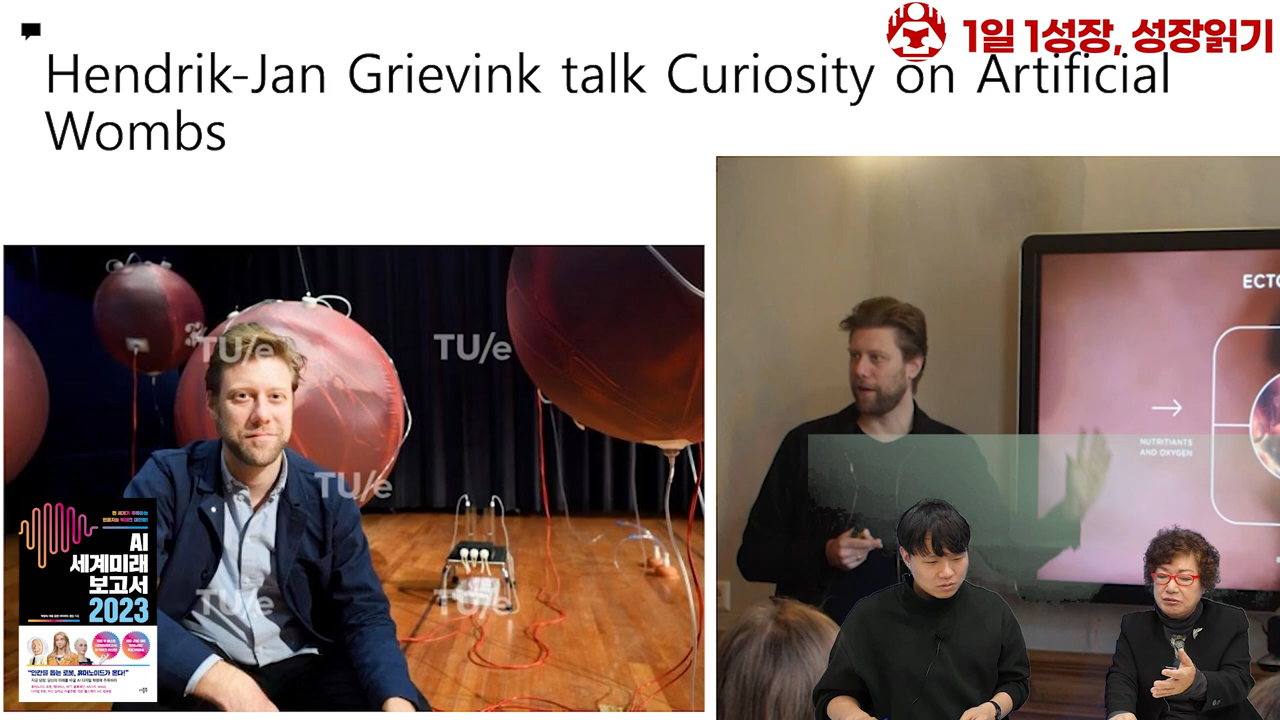 1일 1성장, 성장읽기
Hendrik-Jan Grievink talk Curiosity on Artificial
Wombs
TU/e
TU/e
TU/e
TU/e
TU/e
ECTO
NUTRITIANTS
AND OXYGEN
AI
세계미래
보고서
2023
"인간을 돕는 로봇, 휴머노이드가 온다!"